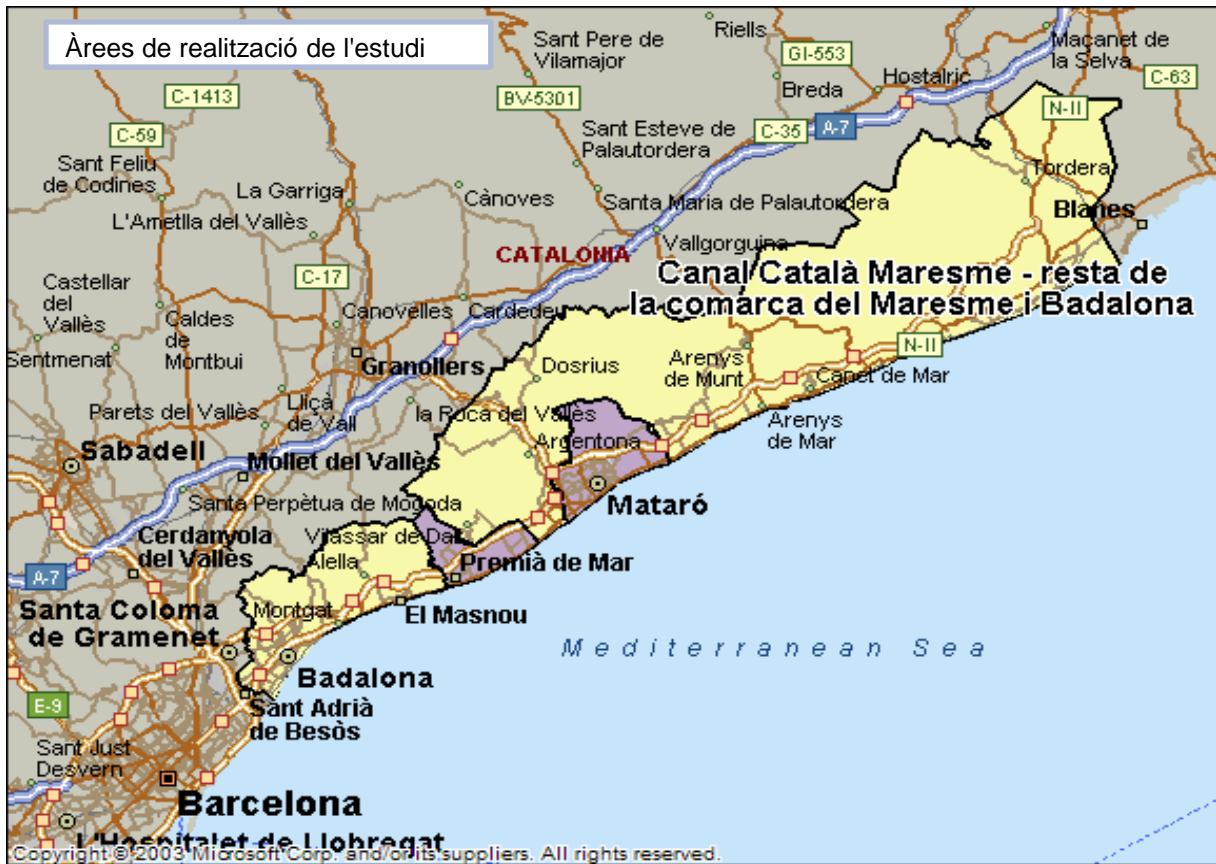 Àrees de realització de l'estudi
Riells
Sant Pere de
Vilamajor
GI-553
Maçanet de
la Selva
C-63
Hostalric
Breda
C-1413
BV-5301
N-II
C-59
Sant Esteve de
Palautordera
C-35
A-7
Sant Feliu
de Codines
La Garriga
Cànoves
Tordera
Santa Maria de Palautordera
Blanes
L'Ametlla del Vallès
Vallgorguina
CATALONIA
C-17
Canal Català Maresme - resta de
la comarca del Maresme i Badalona
Castellar
del
Vallès
Caldes
de
Montbui
Canovelles
Cardedeu
N-II
Sentmenat
Granollers
Dosrius
Arenys
de Munt
Canet de Mar
Parets del Vallès
Lliçà
de Vall
la Roca del Vallès
Arenys
de Mar
Argentona
Sabadell
Mollet del Vallès
Mataró
Santa Perpètua de Mogoda
Vilassar de Dalt
Cerdanyola
del Vallès
Alella
Premià de Mar
A-7
Santa Coloma
de Gramenet
Montgat
El Masnou
Mediterranean Sea
Badalona
E-9
Sant Adrià
de Besòs
Sant Just
Desvern
Barcelona
L'Hospitalet de Llobregat
Copyright © 2003 Microsoft Corp. and/or its suppliers. All rights reserved.